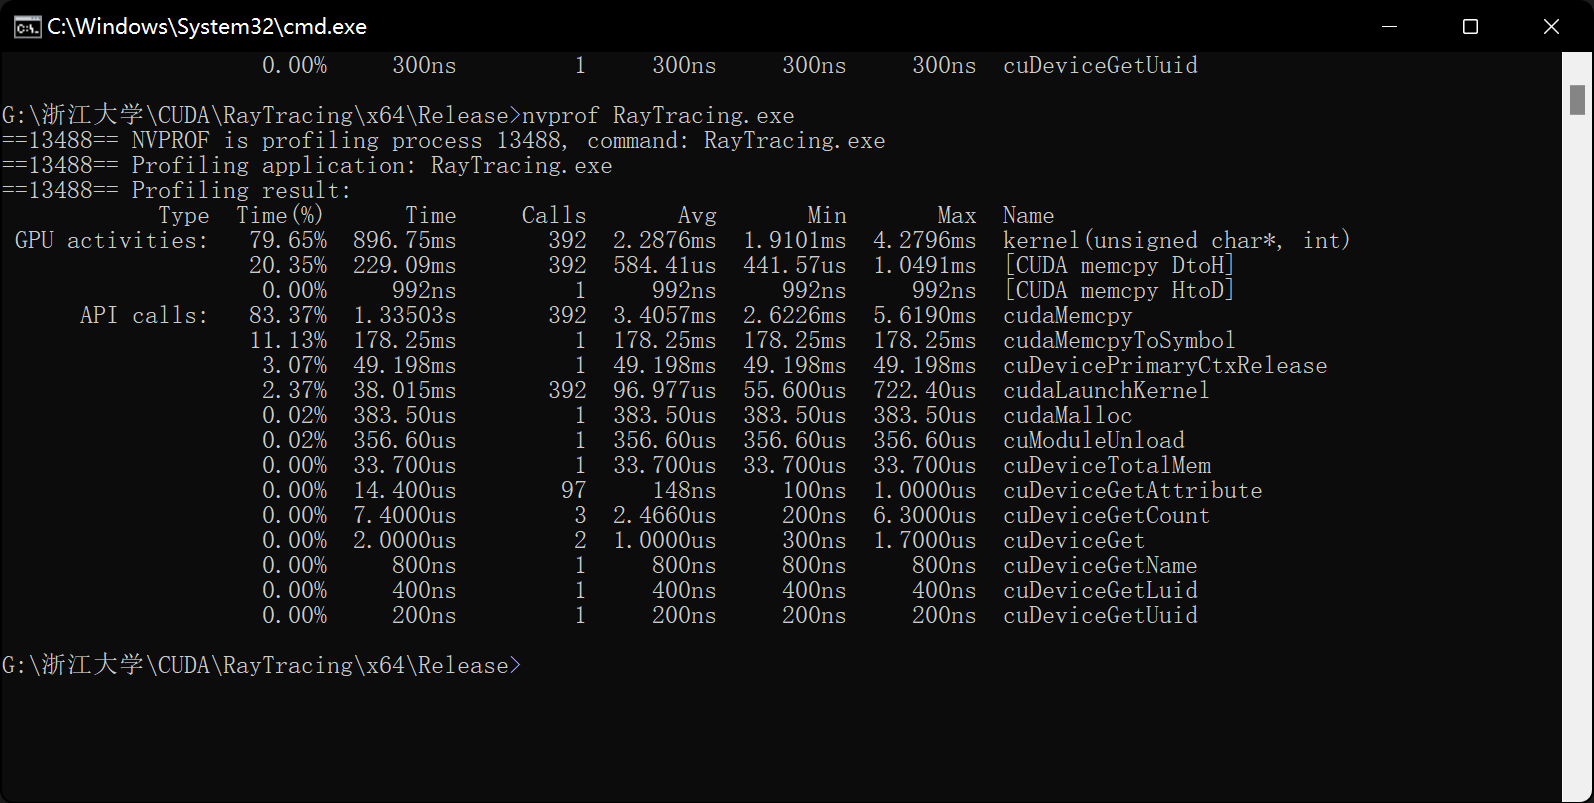 C:\Windows\System32\cmd.exe
0.00% 300ns 1 300ns 300ns 300ns cuDeviceGetUuid
G:\浙江大学\CUDA\RayTracing\x64\Release>nvprof RayTracing.exe
==13488== NVPROF is profiling process 13488, command: RayTracing.exe
==13488== Profiling application: RayTracing.exe
==13488== Profiling result:
Type Time(%) Time Calls Avg Min Max Name
GPU activities: 79.65% 896.75ms 392 2.2876ms 1.9101ms 4.2796ms kernel(unsigned char*, int)
20.35% 229.09ms 392 584.41us 441.57us 1.0491ms [CUDA memcpy DtoH]
0.00% 992ns 1 992ns 992ns 992ns [CUDA memcpy HtoD]
API calls: 83.37% 1.33503s 392 3.4057ms 2.6226ms 5.6190ms cudaMemcpy
11.13% 178.25ms 1 178.25ms 178.25ms 178.25ms cudaMemcpyToSymbol
3.07% 49.198ms 1 49.198ms 49.198ms 49.198ms cuDevicePrimaryCtxRelease
2.37% 38.015ms 392 96.977us 55.600us 722.40us cudaLaunchKernel
0.02% 383.50us 1 383.50us 383.50us 383.50us cudaMalloc
0.02% 356.60us 1 356.60us 356.60us 356.60us cuModuleUnload
0.00% 33.700us 1 33.700us 33.700us 33.700us cuDeviceTotalMem
0.00% 14.400us 97 148ns 100ns 1.0000us cuDeviceGetAttribute
0.00% 7.4000us 3 2.4660us 200ns 6.3000us cuDeviceGetCount
0.00% 2.0000us 2 1.0000us 300ns 1.7000us cuDeviceGet
0.00% 800ns 1 800ns 800ns 800ns cuDeviceGetName
0.00% 400ns 1 400ns 400ns 400ns cuDeviceGetLuid
0.00% 200ns 1 200ns 200ns 200ns cuDeviceGetUuid
G:\浙江大学\CUDA\RayTracing\x64\Release>